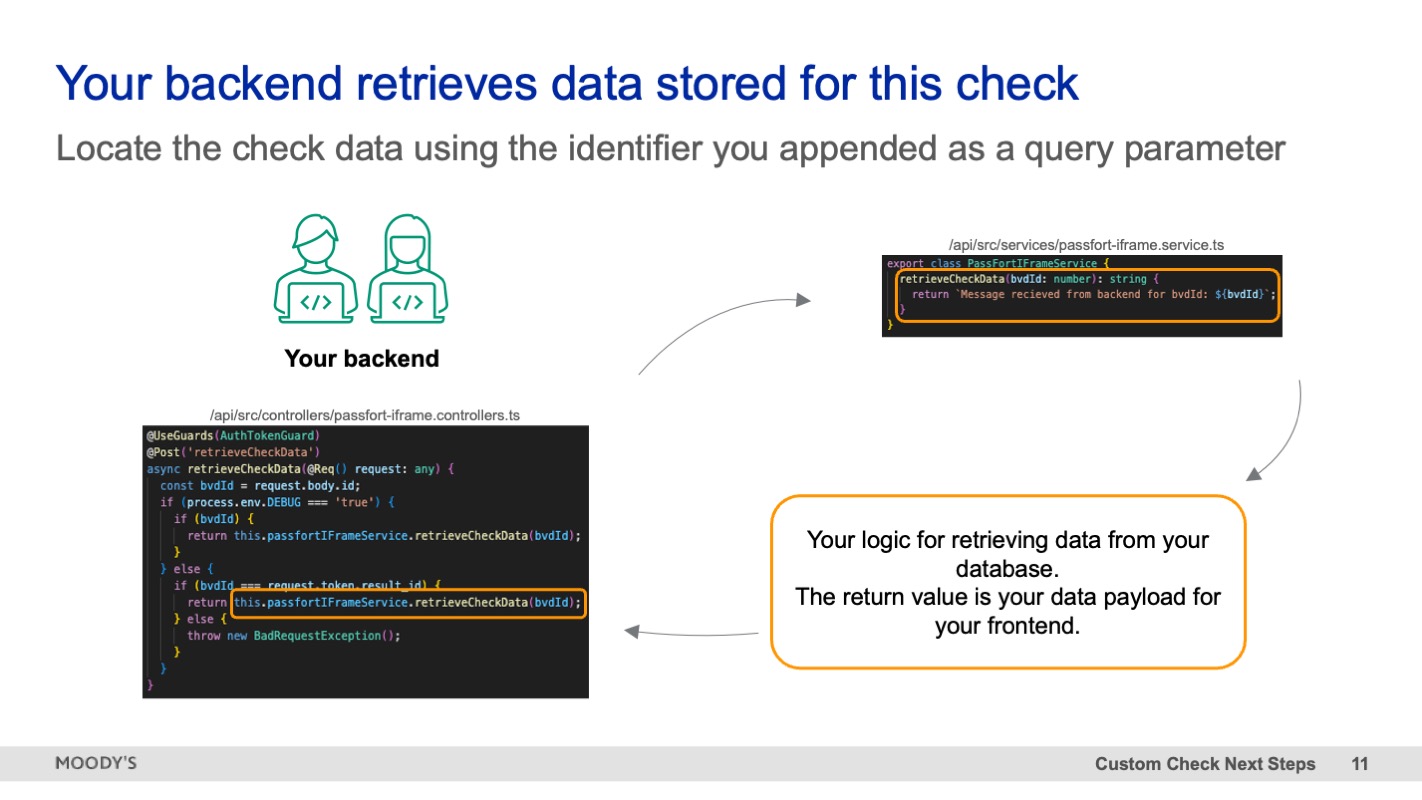 Your backend retrieves data stored for this check
Locate the check data using the identifier you appended as a query parameter
</>
</>
Your backend
/api/src/controllers/passfort-iframe.controllers.ts
@UseGuards(AuthTokenGuard)
@Post('retrieveCheckData')
async retrieveCheckData(@Req() request: any) {
const bvdId = request.body.id;
if (process.env.DEBUG === 'true') {
if (bvdId) {
return this.passfortIFrameService.retrieveCheckData(bvdId);
}
} else {
if (bvdId === request.token.result_id) {
return this.passfortIFrameService.retrieveCheckData(bvdId);
} else {
throw new BadRequestException();
}
}
}
/api/src/services/passfort-iframe.service.ts
export class PassFortIFrameService {
retrieveCheckData(bvdId: number): string {
return `Message recieved from backend for bvdId: ${bvdId}`;
}
}
Your logic for retrieving data from your
database.
The return value is your data payload for
your frontend.
MOODY'S
Custom Check Next Steps 11